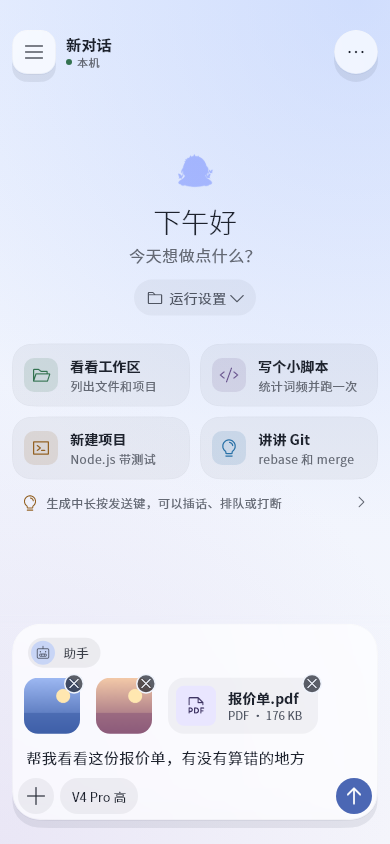 新对话
本机
下午好
今天想做点什么？
运行设置
看看工作区
列出文件和项目
写个小脚本
统计词频并跑一次
新建项目
Node.js 带测试
讲讲 Git
rebase 和 merge
生成中长按发送键，可以插话、排队或打断
助手
PDF
报价单.pdf
PDF · 176 KB
帮我看看这份报价单，有没有算错的地方
V4 Pro 高